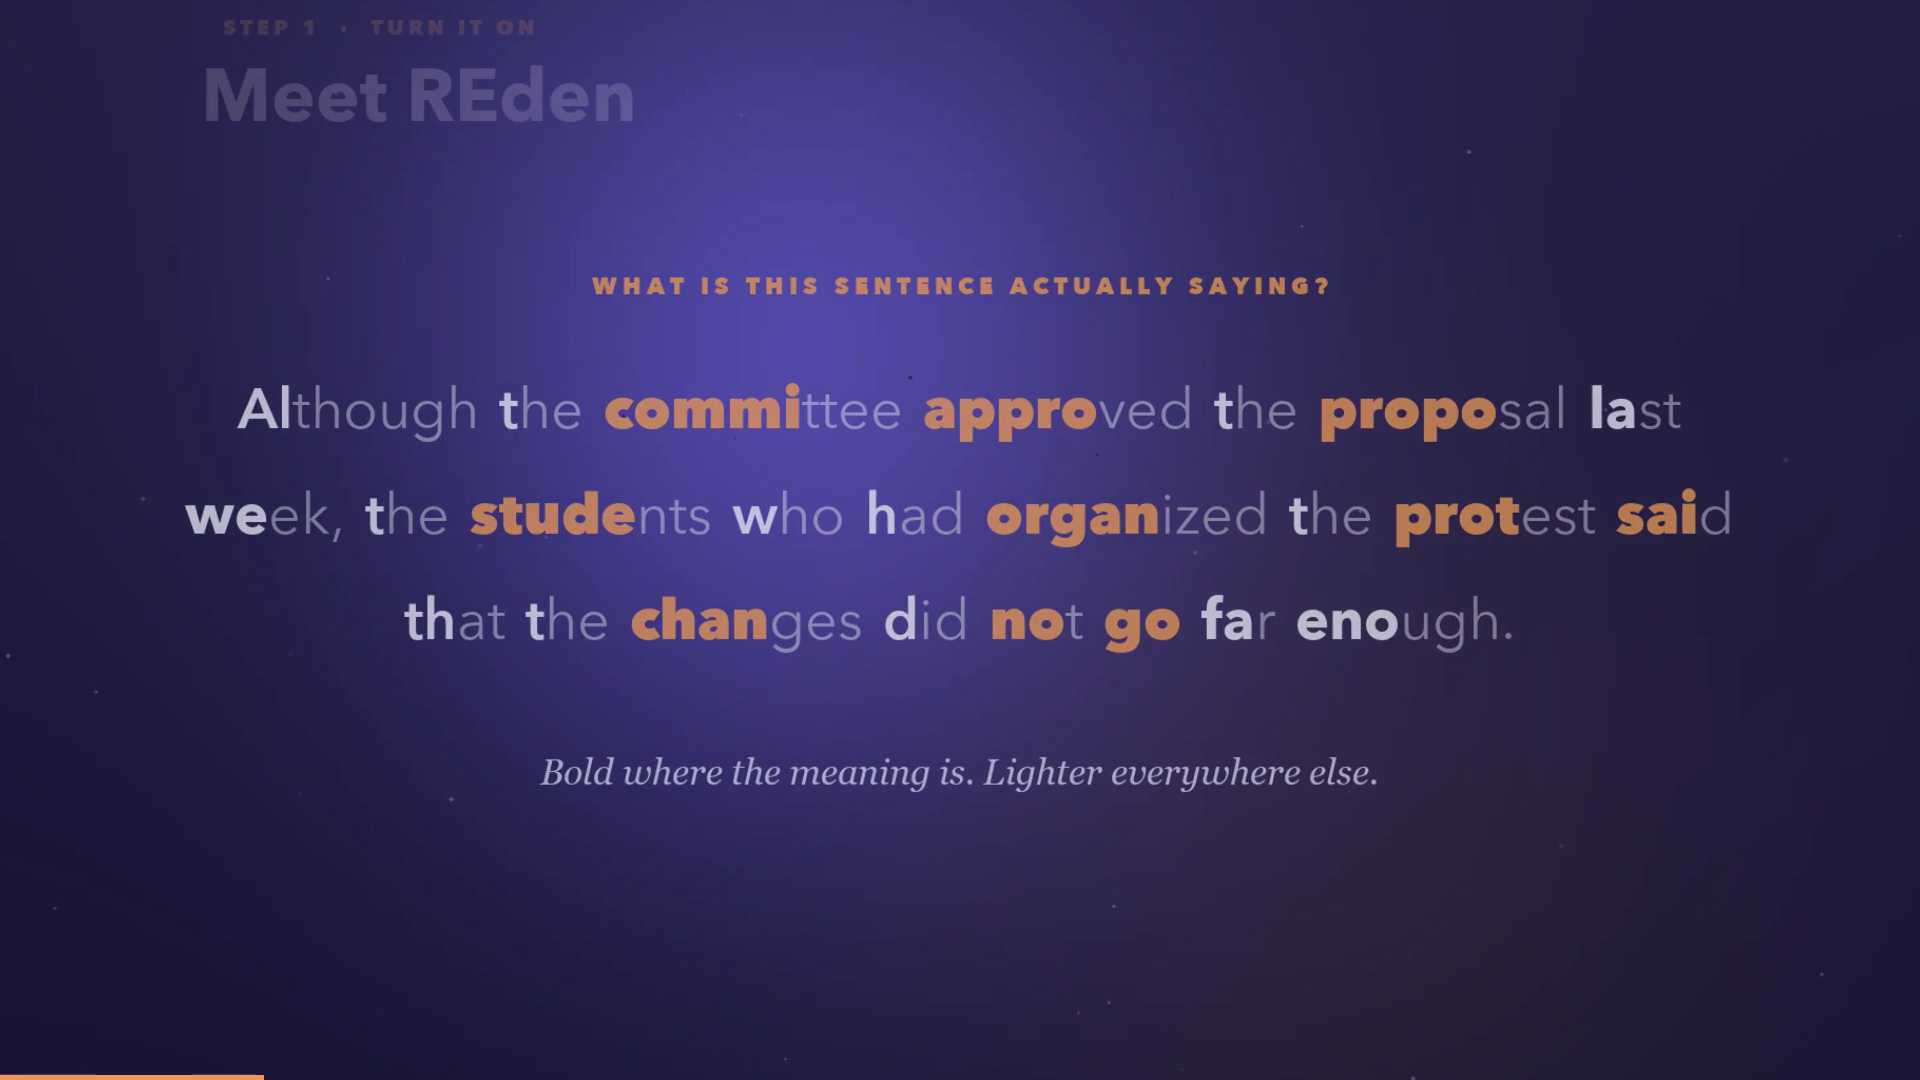 STEP 1 · TURN IT ON
Meet REden
WHAT IS THIS SENTENCE ACTUALLY SAYING?
Although the committee approved the proposal last
week, the students who had organized the protest said
that the changes did not go far enough.
Bold where the meaning is. Lighter everywhere else.